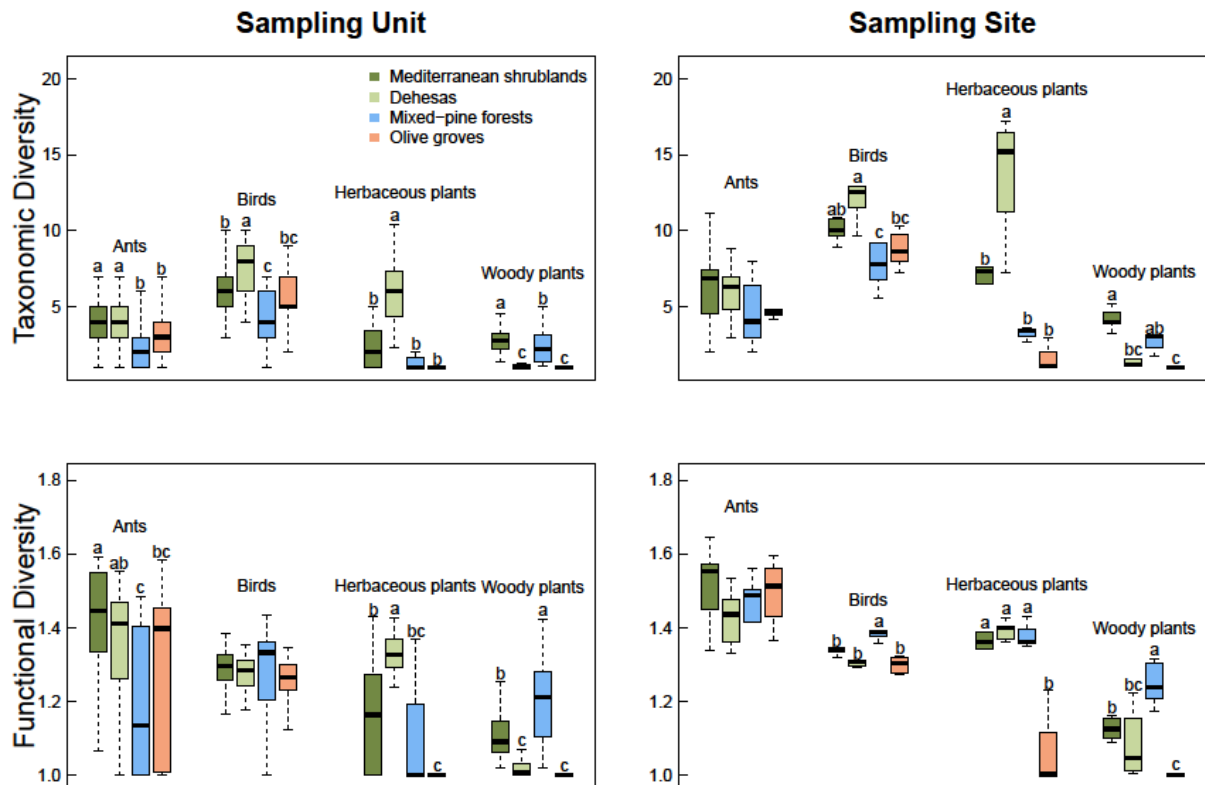 Sampling Unit
Sampling Site
Taxonomic Diversity
20
15
10
5
Mediterranean shrublands
Dehesas
Mixed-pine forests
Olive groves
Ants
a a b b
Birds
b a c bc
Herbaceous plants
b a b b
Woody plants
a c b c
20
15
10
5
Ants
Birds
ab a c bc
Herbaceous plants
b a b b
Woody plants
a bc ab c
Functional Diversity
1.8
1.6
1.4
1.2
1.0
Ants
a ab c bc
Birds
Herbaceous plants
b a bc c
Woody plants
b c a c
1.8
1.6
1.4
1.2
1.0
Ants
Birds
b b a b
Herbaceous plants
a a a b
Woody plants
b bc a c